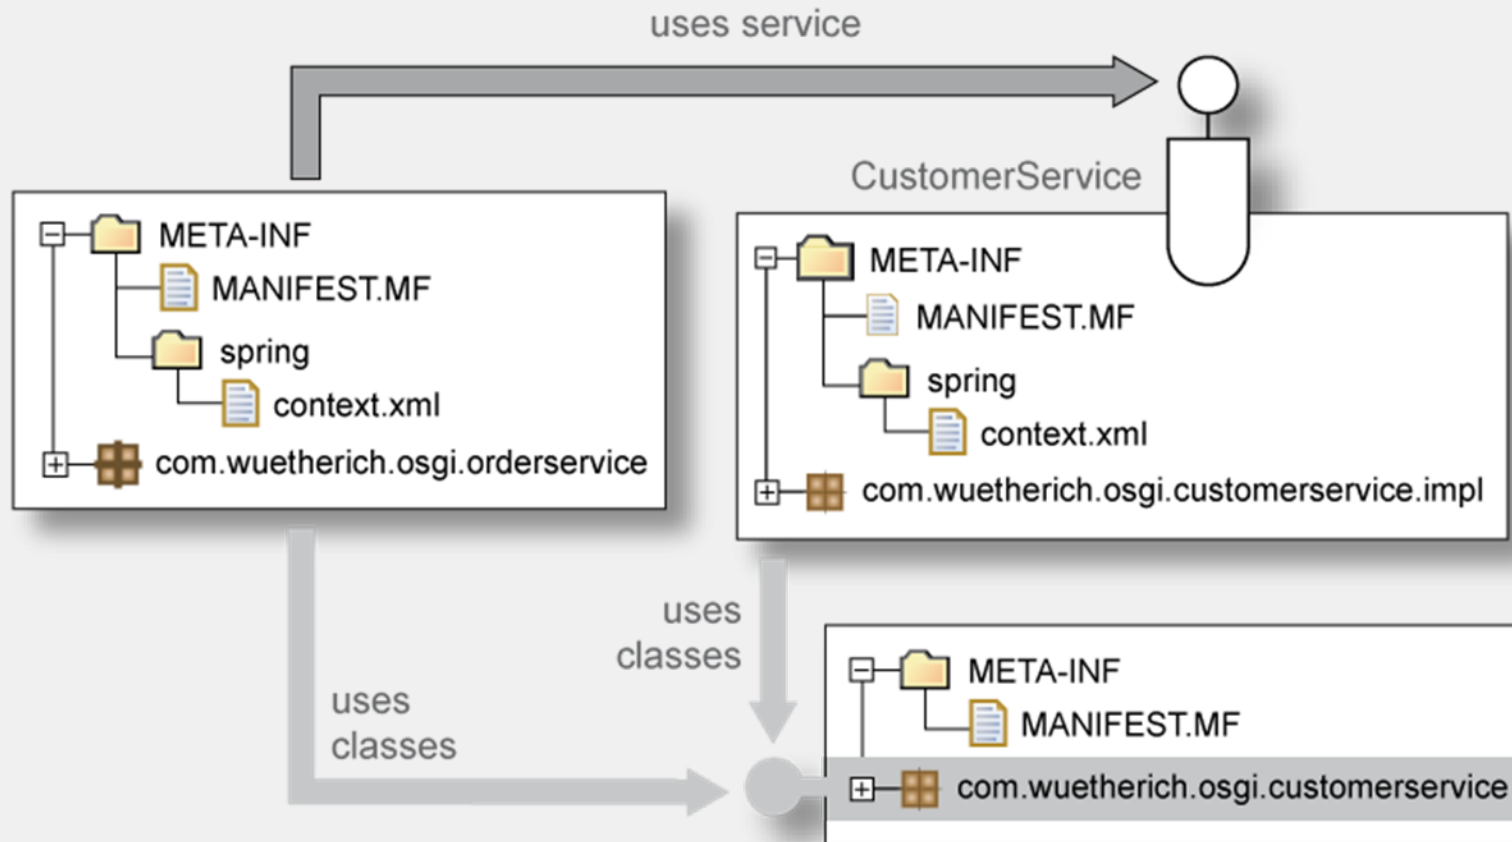 uses service
CustomerService
META-INF
MANIFEST.MF
spring
context.xml
com.wuetherich.osgi.orderservice
META-INF
MANIFEST.MF
spring
context.xml
com.wuetherich.osgi.customerservice.impl
uses
classes
uses
classes
META-INF
MANIFEST.MF
com.wuetherich.osgi.customerservice